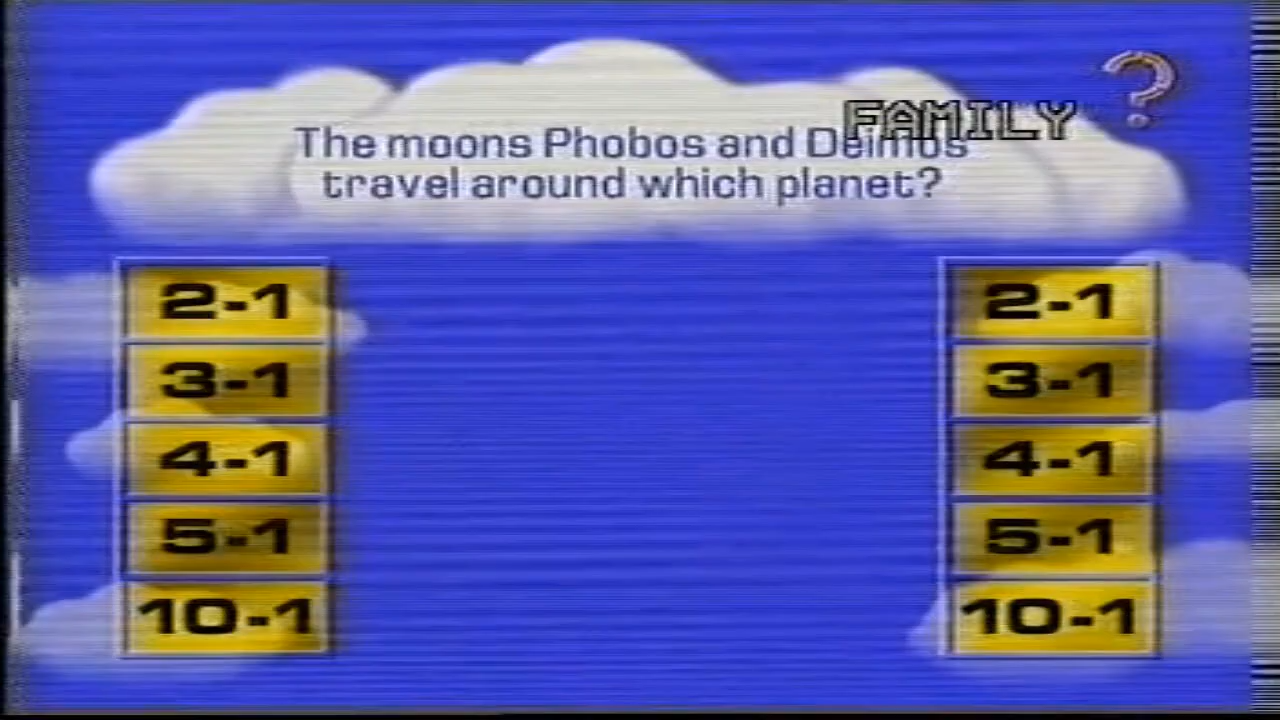 FAMILY ?
The moons Phobos and Deimos
travel around which planet?
2-1 2-1
3-1 3-1
4-1 4-1
5-1 5-1
10-1 10-1